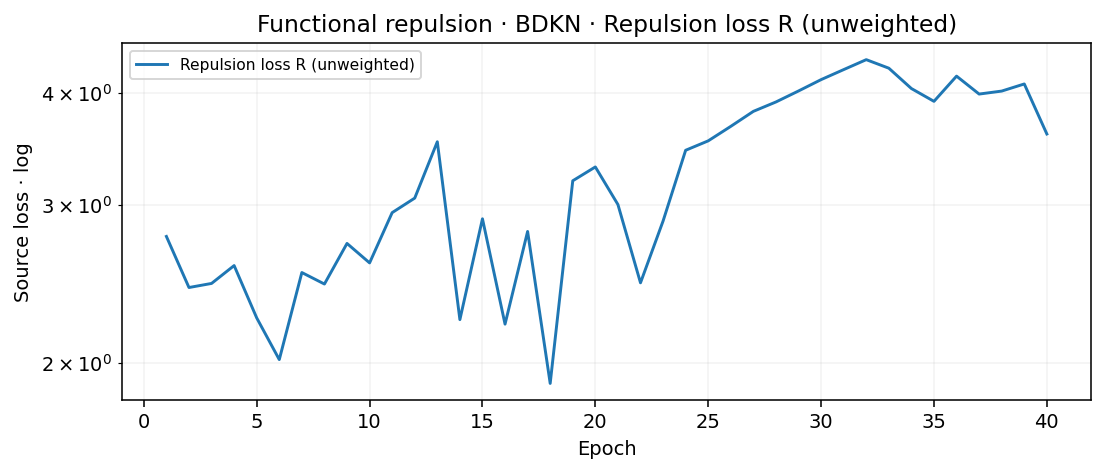 Functional repulsion · BDKN · Repulsion loss R (unweighted)
Repulsion loss R (unweighted)
Source loss · log
4 × 10⁰
3 × 10⁰
2 × 10⁰
0 5 10 15 20 25 30 35 40
Epoch